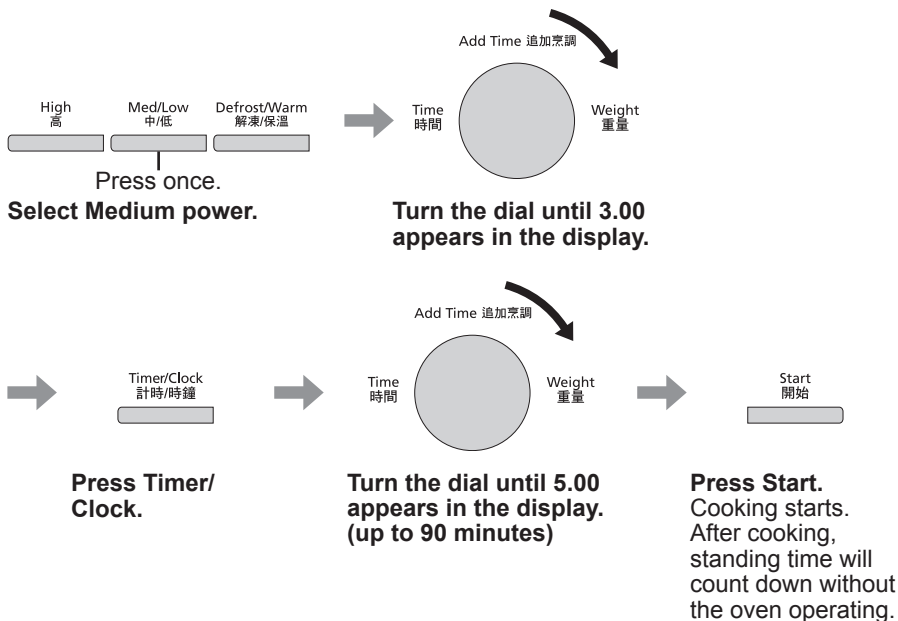 Add Time 追加烹調
High
高
Med/Low
中/低
Defrost/Warm
解凍/保溫
Time
時間
Weight
重量
Press once.
Select Medium power.
Turn the dial until 3.00
appears in the display.
Add Time 追加烹調
Timer/Clock
計時/時鐘
Time
時間
Weight
重量
Start
開始
Press Timer/
Clock.
Turn the dial until 5.00
appears in the display.
(up to 90 minutes)
Press Start.
Cooking starts.
After cooking,
standing time will
count down without
the oven operating.